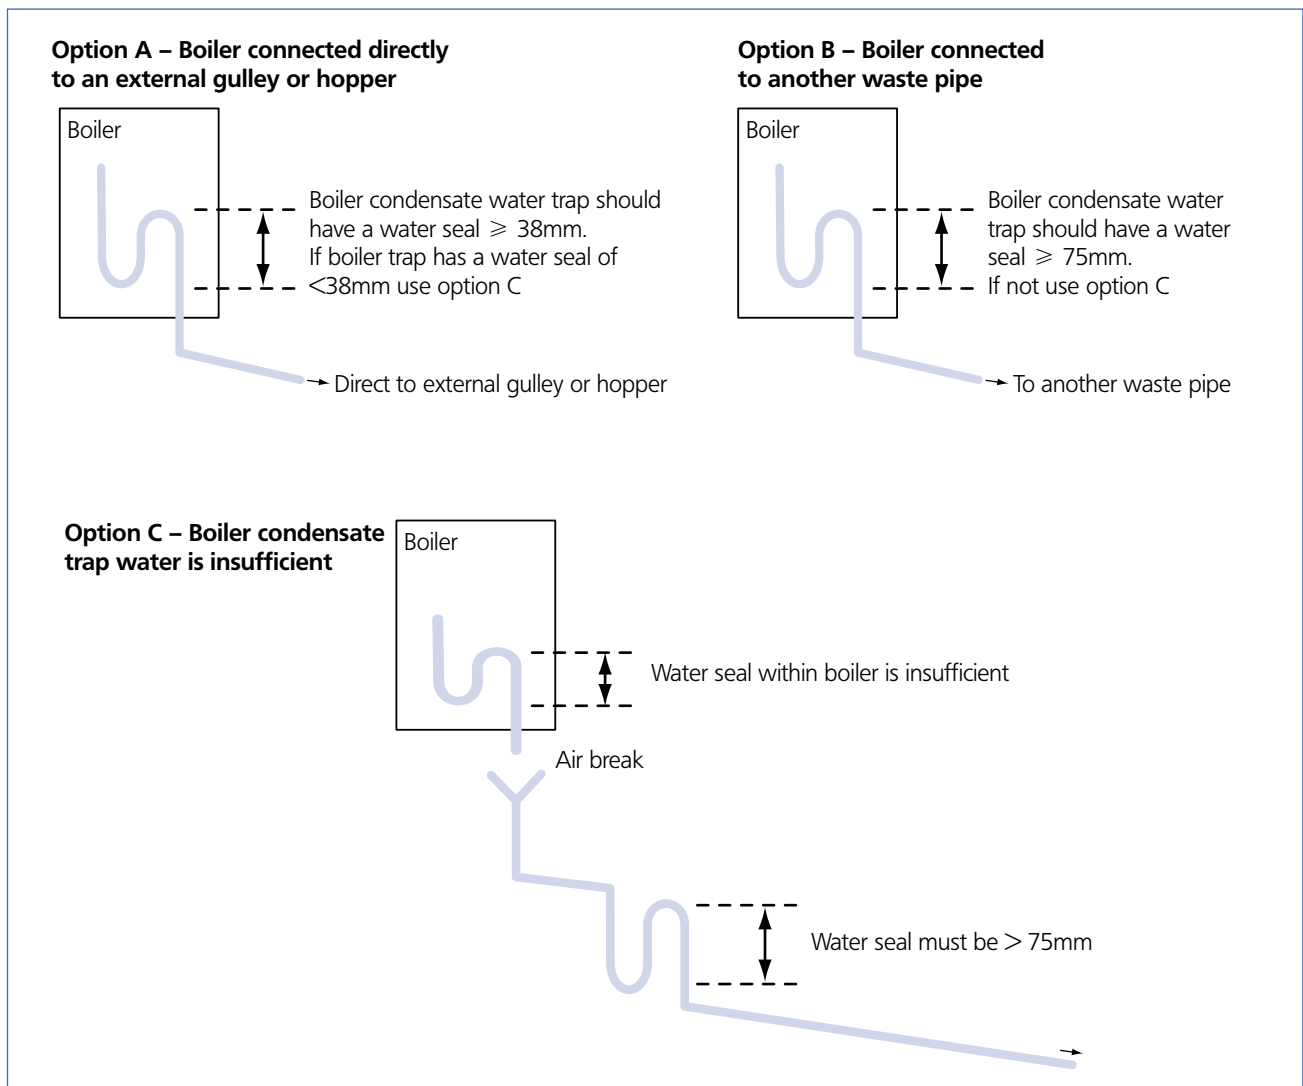 Option A – Boiler connected directly
to an external gulley or hopper
Boiler
Boiler condensate water trap should
have a water seal ⩾ 38mm.
If boiler trap has a water seal of
<38mm use option C
Direct to external gulley or hopper
Option B – Boiler connected
to another waste pipe
Boiler
Boiler condensate water
trap should have a water
seal ⩾ 75mm.
If not use option C
To another waste pipe
Option C – Boiler condensate
trap water is insufficient
Boiler
Water seal within boiler is insufficient
Air break
Water seal must be > 75mm